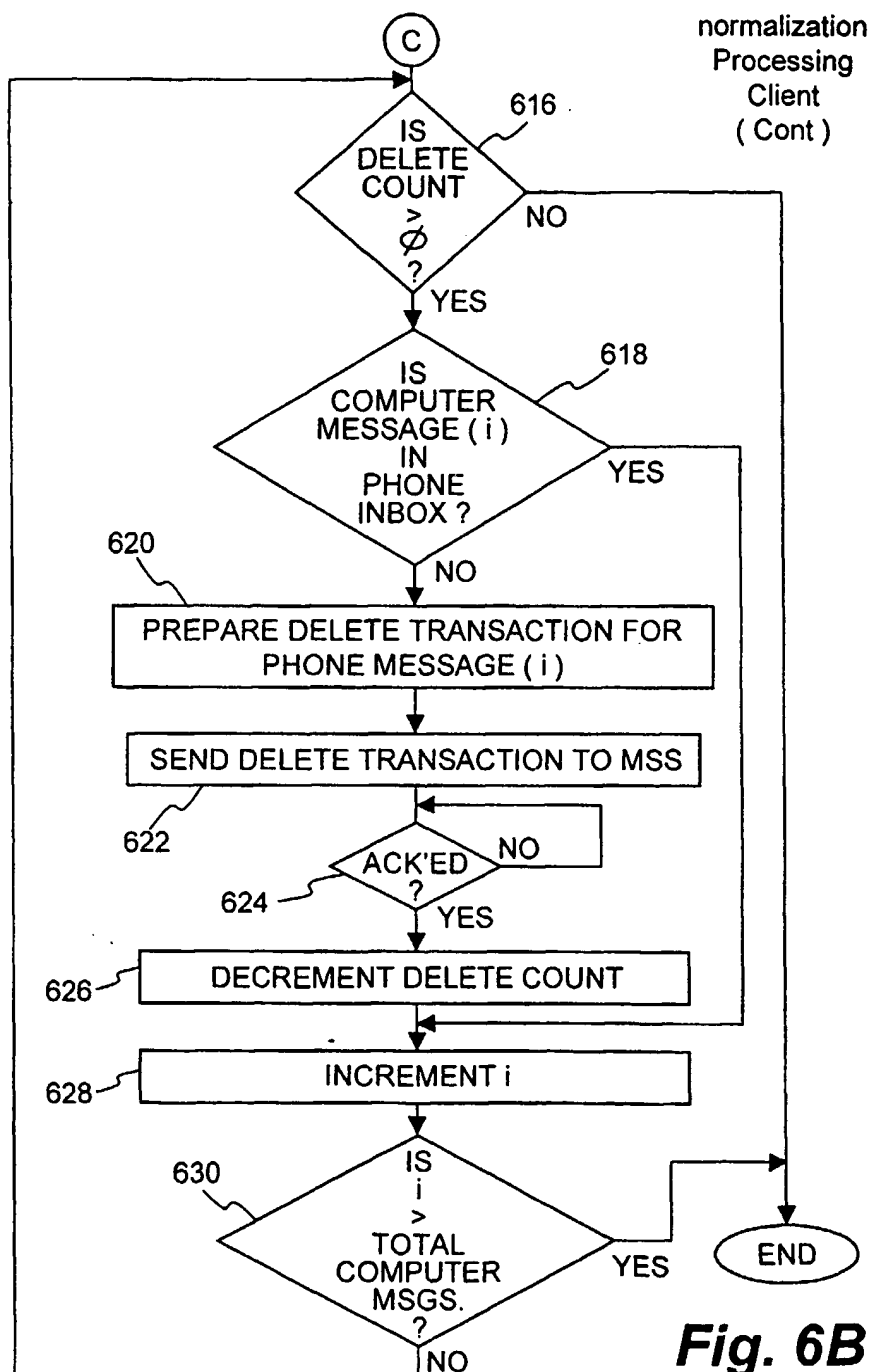 normalization
Processing
Client
( Cont )
C
616
IS
DELETE
COUNT
>
∅
?
NO
YES
618
IS
COMPUTER
MESSAGE ( i )
IN
PHONE
INBOX ?
YES
NO
620
PREPARE DELETE TRANSACTION FOR
PHONE MESSAGE ( i )
SEND DELETE TRANSACTION TO MSS
622
ACK'ED
?
NO
624
YES
626
DECREMENT DELETE COUNT
628
INCREMENT i
630
IS
i
>
TOTAL
COMPUTER
MSGS.
?
YES
END
NO
Fig. 6B